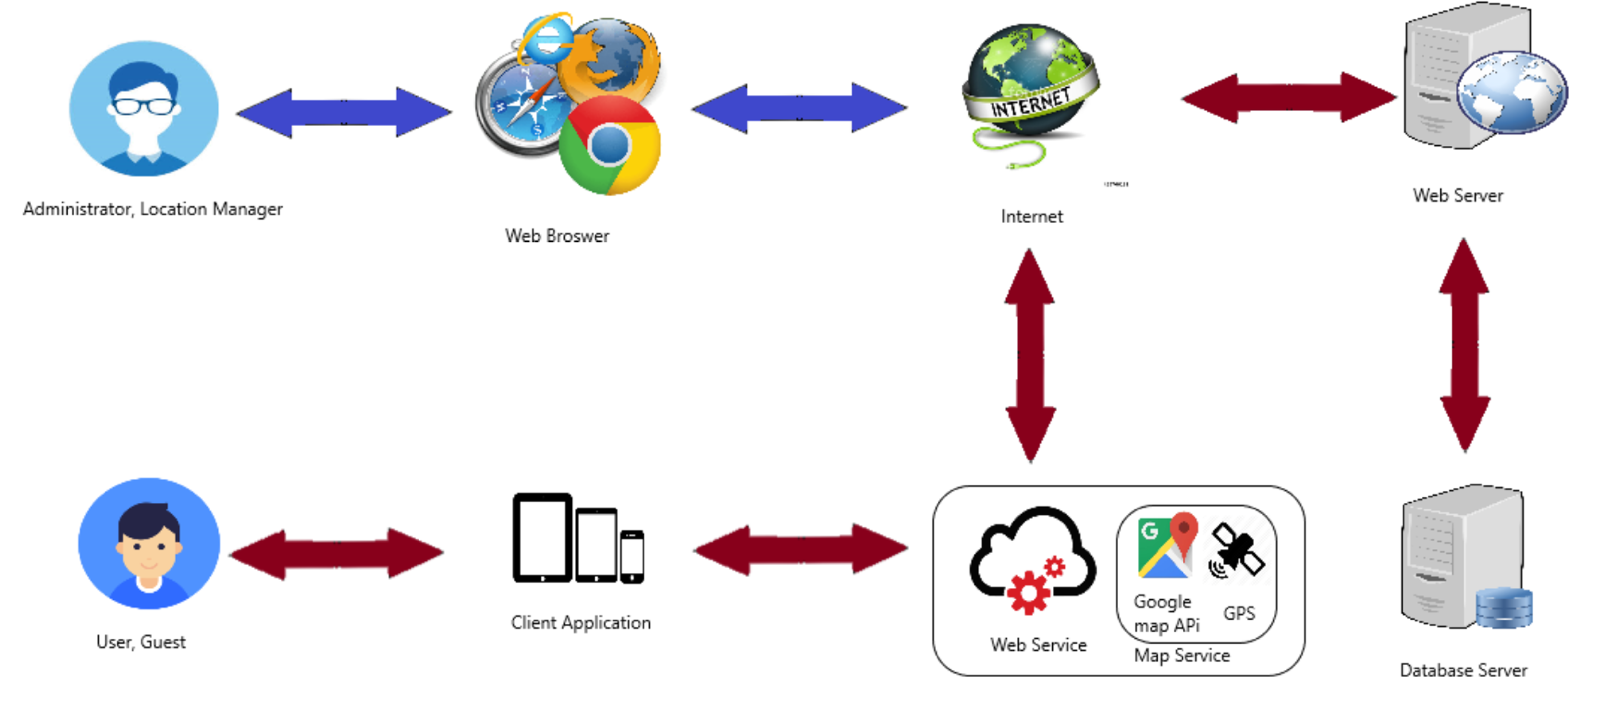 INTERNET
Administrator, Location Manager
Web Broswer
Internet
Web Server
G
Google
map APi
GPS
User, Guest
Client Application
Web Service
Map Service
Database Server